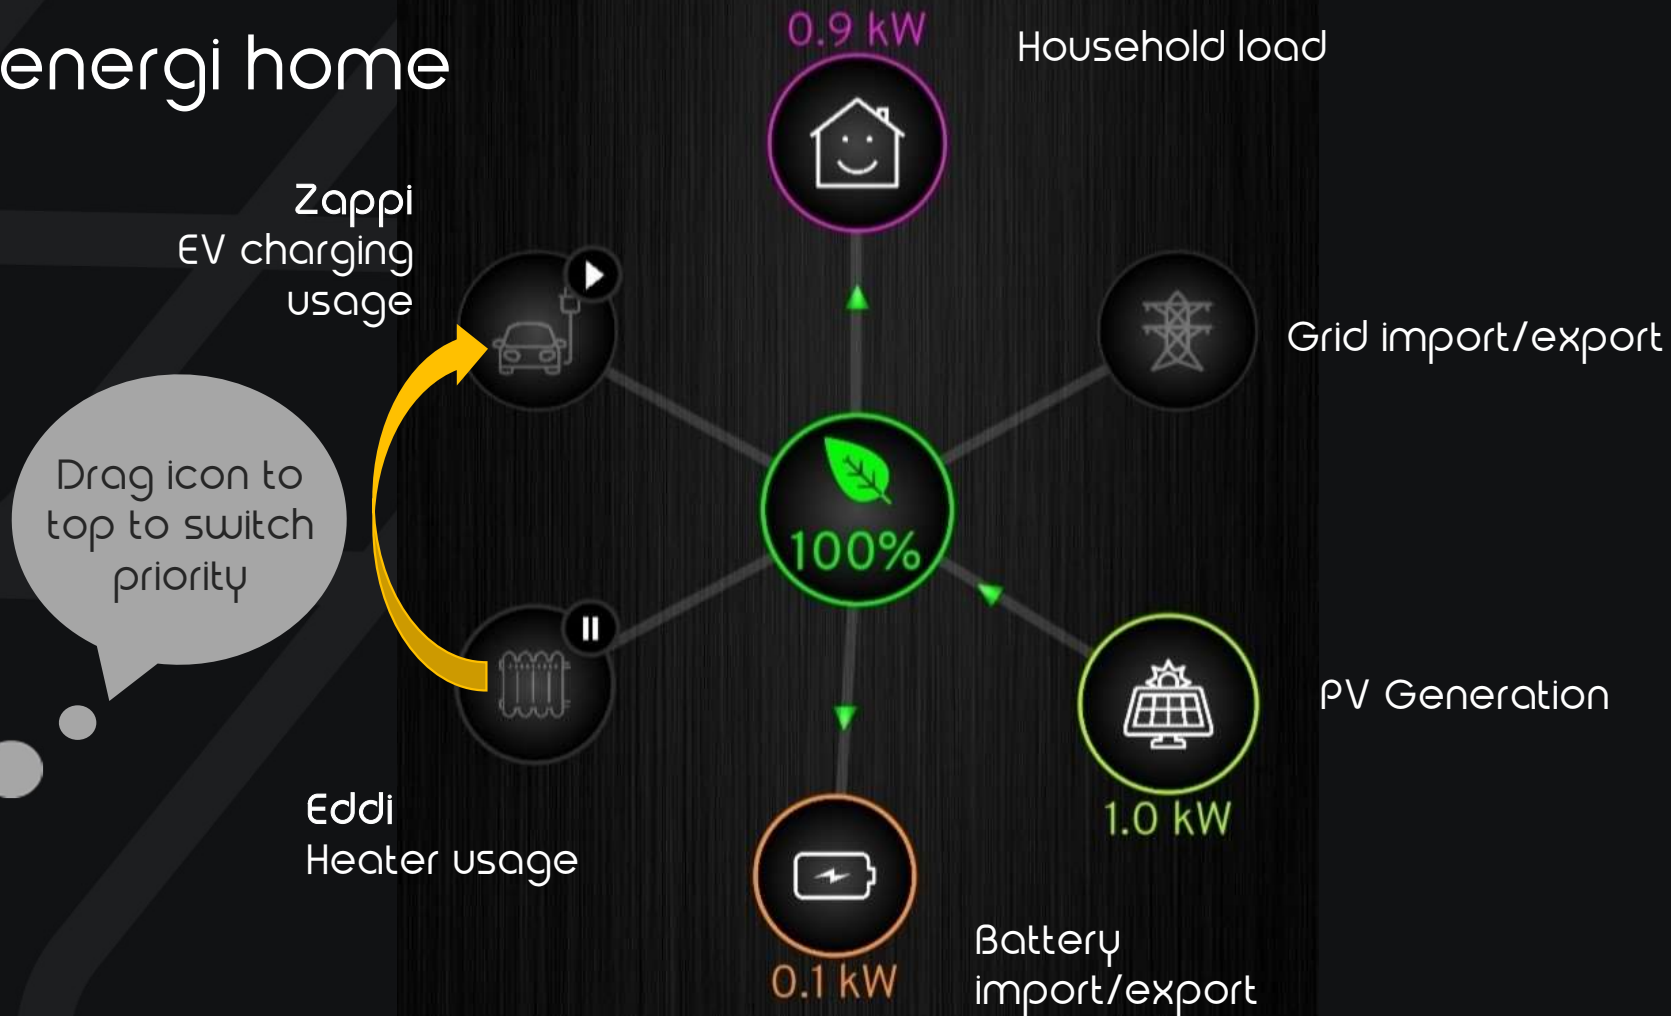 energi home
0.9 kW
Household load
Zappi
EV charging
usage
Grid import/export
Drag icon to
top to switch
priority
100%
PV Generation
1.0 kW
Eddi
Heater usage
Battery
import/export
0.1 kW